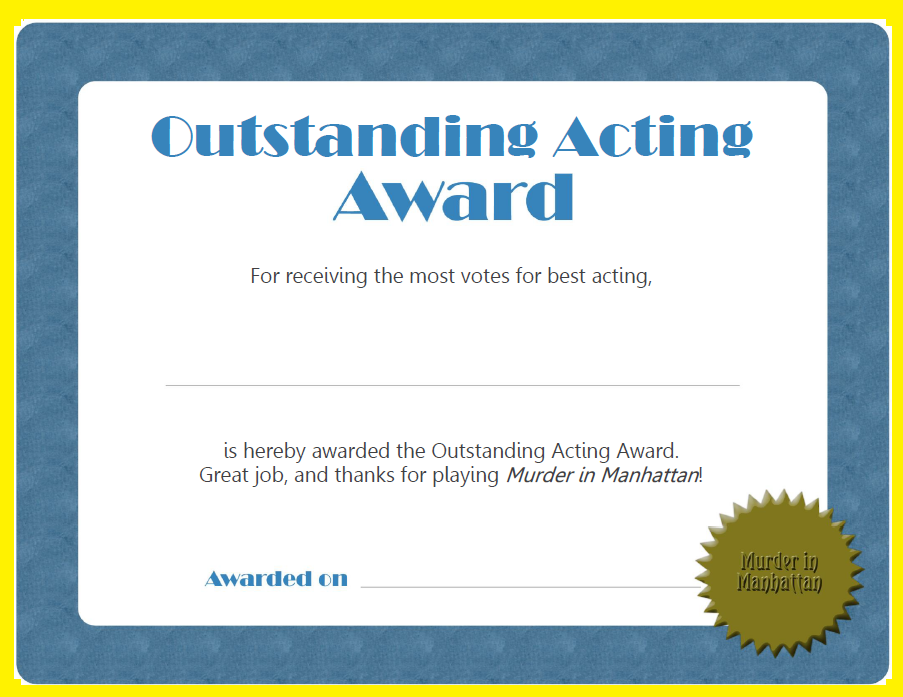 Outstanding Acting
Award
For receiving the most votes for best acting,
is hereby awarded the Outstanding Acting Award.
Great job, and thanks for playing Murder in Manhattan!
Awarded on
Murder in
Manhattan